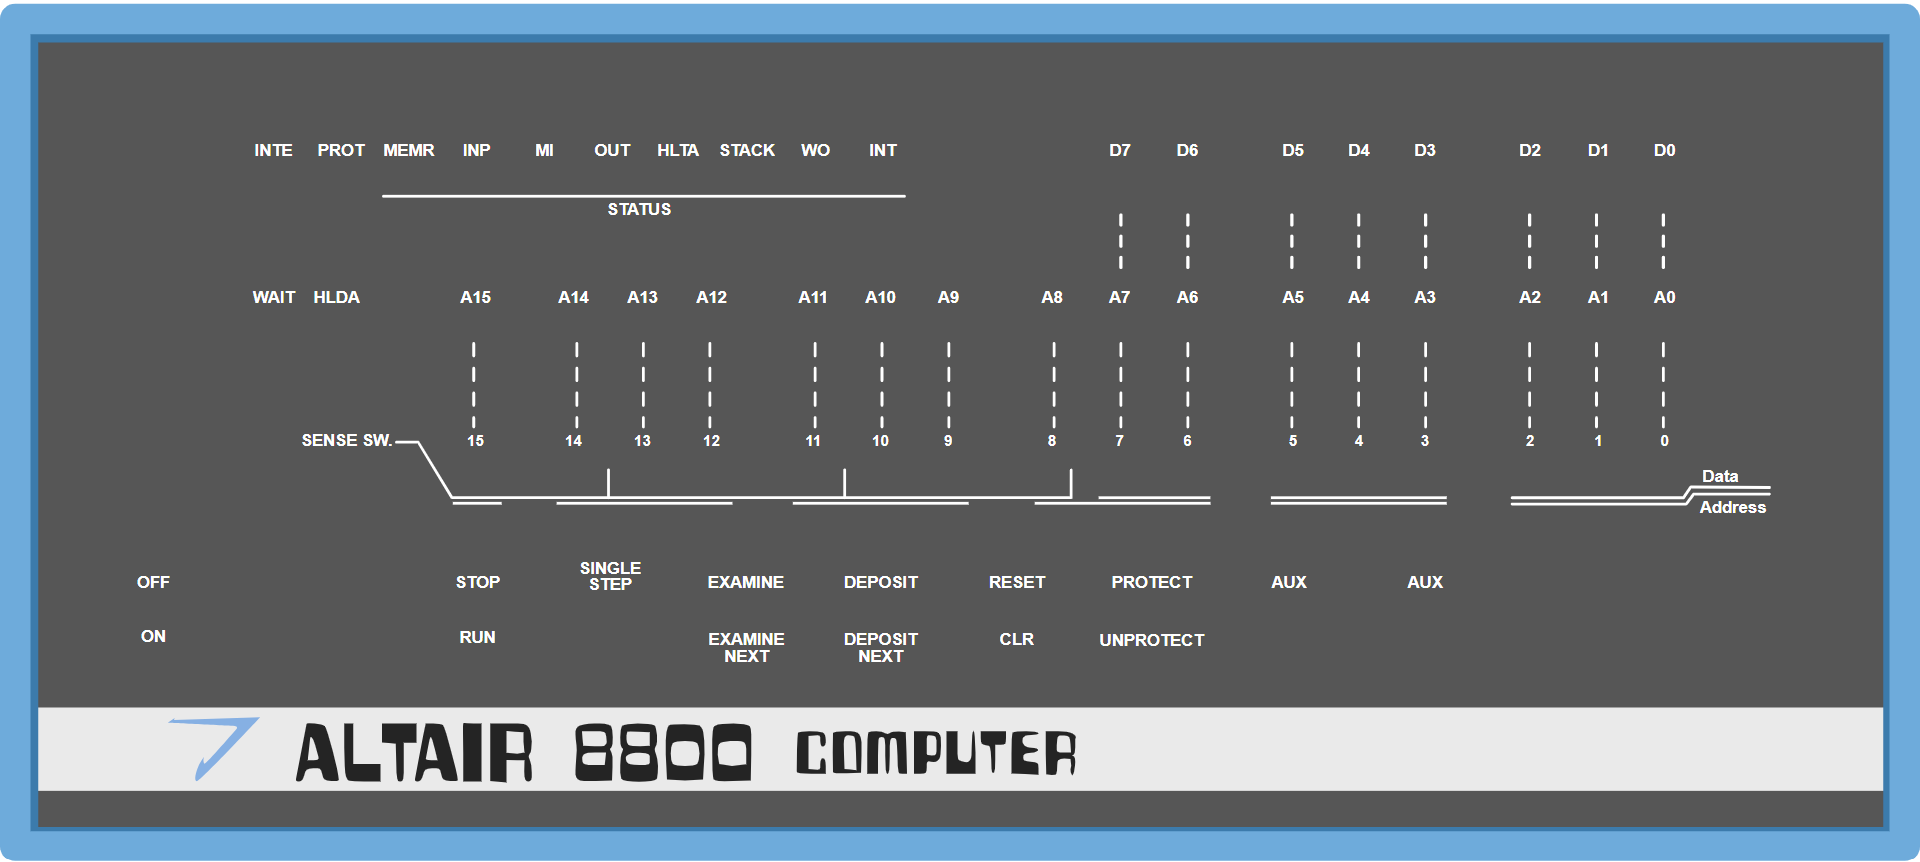 INTE PROT MEMR INP MI OUT HLTA STACK WO INT D7 D6 D5 D4 D3 D2 D1 D0
STATUS
WAIT HLDA A15 A14 A13 A12 A11 A10 A9 A8 A7 A6 A5 A4 A3 A2 A1 A0
SENSE SW. 15 14 13 12 11 10 9 8 7 6 5 4 3 2 1 0
Data
Address
OFF STOP SINGLE STEP EXAMINE DEPOSIT RESET PROTECT AUX AUX
ON RUN EXAMINE NEXT DEPOSIT NEXT CLR UNPROTECT
ALTAIR 8800 COMPUTER